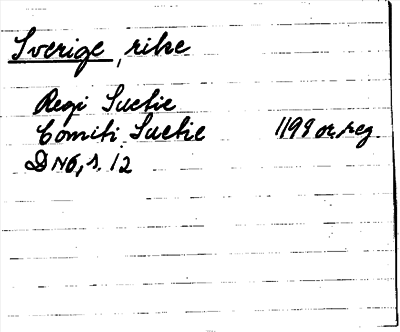 Sverige, rike
Regi Suetie
Comiti Suetie 1199 or. reg.
DN6, s. 12